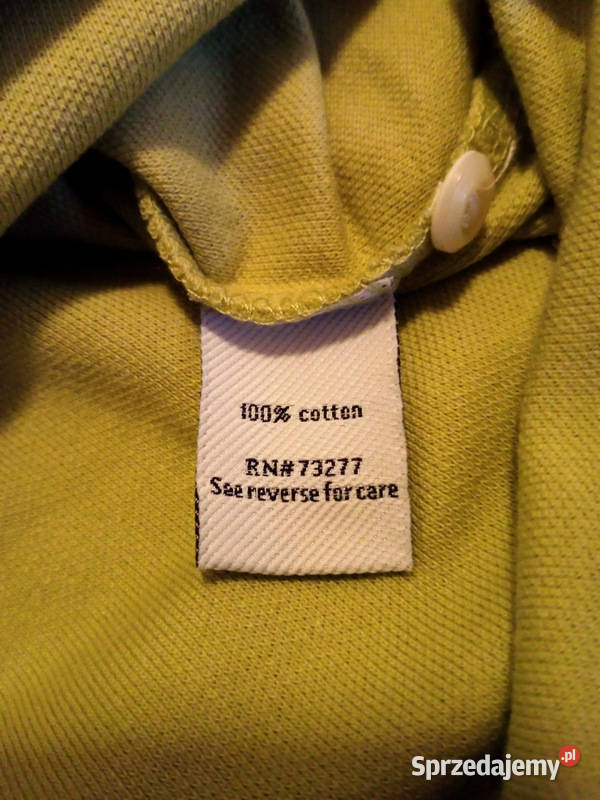 100% cotton
RN#73277
See reverse for care
Sprzedajemy.pl